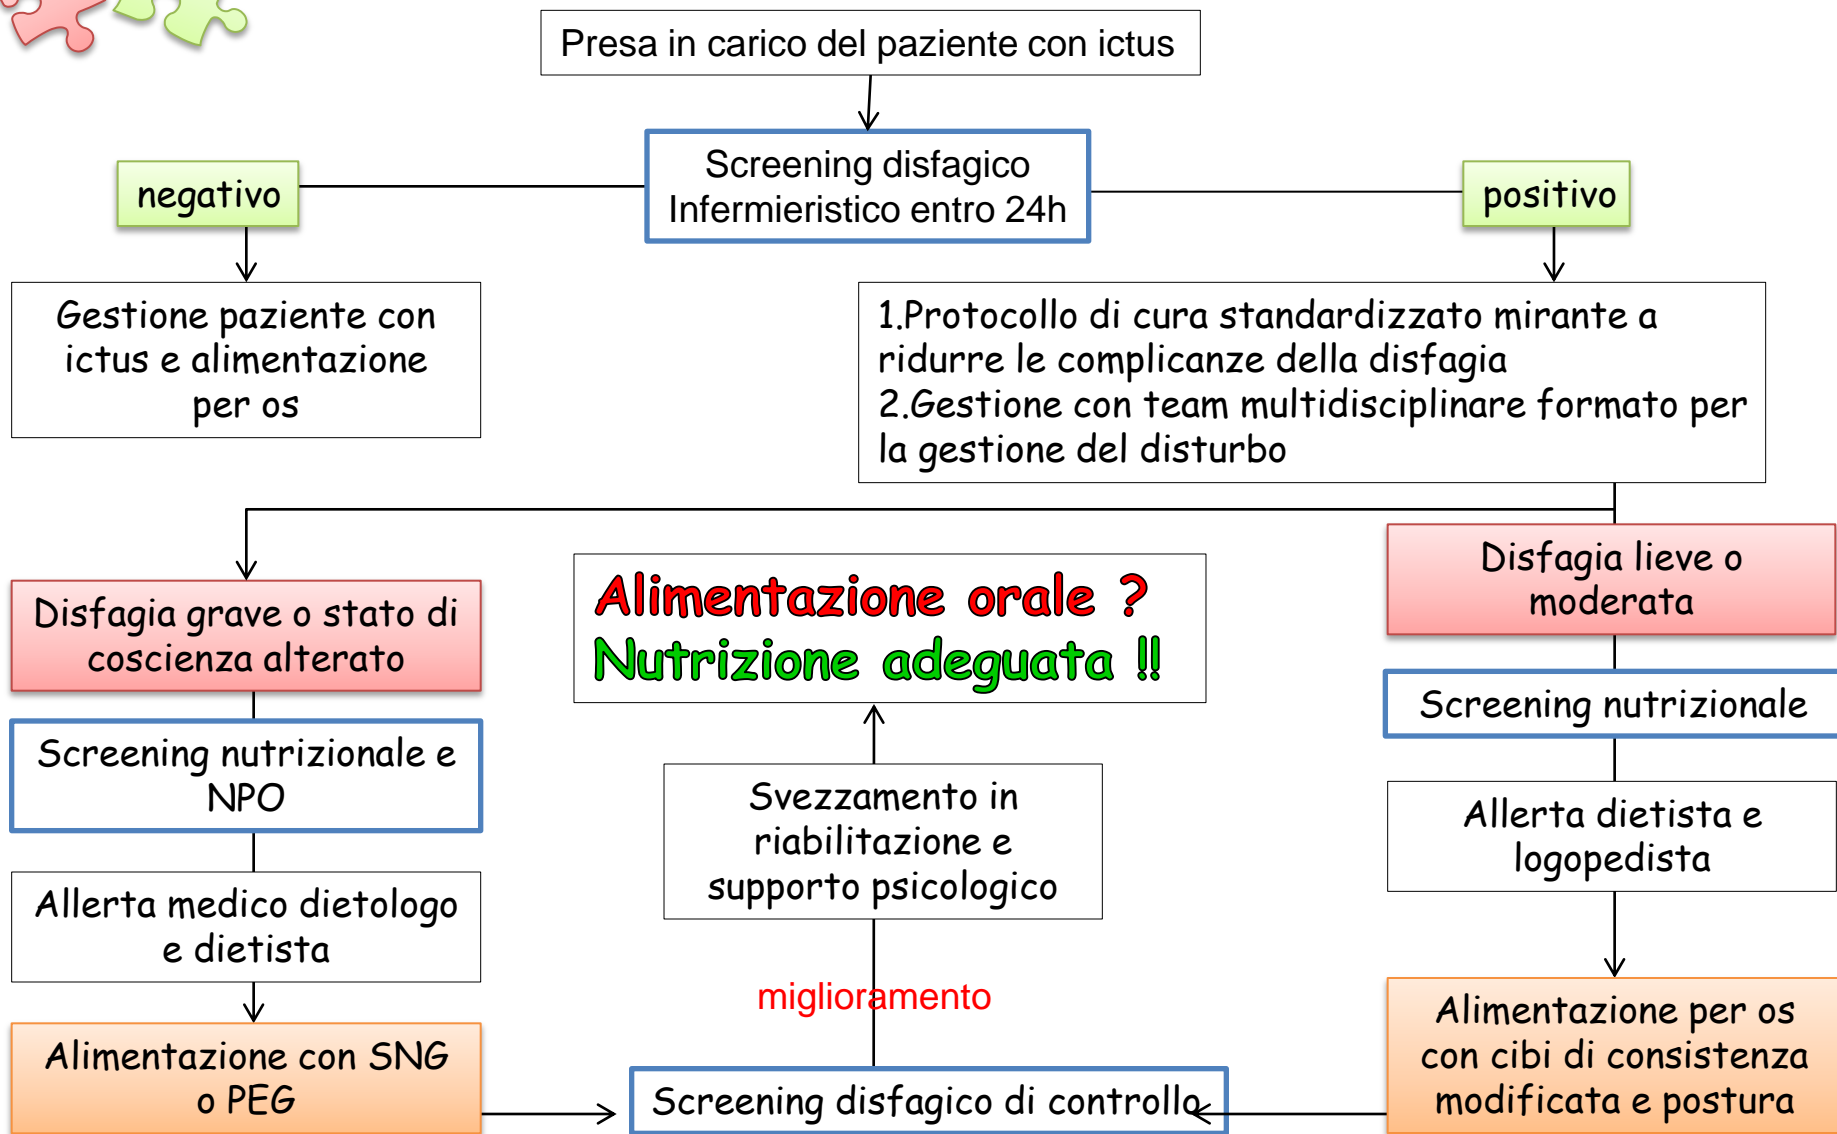 Presa in carico del paziente con ictus
Screening disfagico
Infermieristico entro 24h
negativo
positivo
Gestione paziente con
ictus e alimentazione
per os
1.Protocollo di cura standardizzato mirante a
ridurre le complicanze della disfagia
2.Gestione con team multidisciplinare formato per
la gestione del disturbo
Disfagia grave o stato di
coscienza alterato
Screening nutrizionale e
NPO
Allerta medico dietologo
e dietista
Alimentazione con SNG
o PEG
Alimentazione orale ?
Nutrizione adeguata !!
Svezzamento in
riabilitazione e
supporto psicologico
miglioramento
Screening disfagico di controllo
Disfagia lieve o
moderata
Screening nutrizionale
Allerta dietista e
logopedista
Alimentazione per os
con cibi di consistenza
modificata e postura